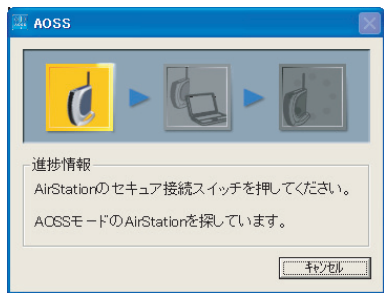 AOSS
進捗情報
AirStationのセキュア接続スイッチを押してください。
AOSSモードのAirStationを探しています。
キャンセル